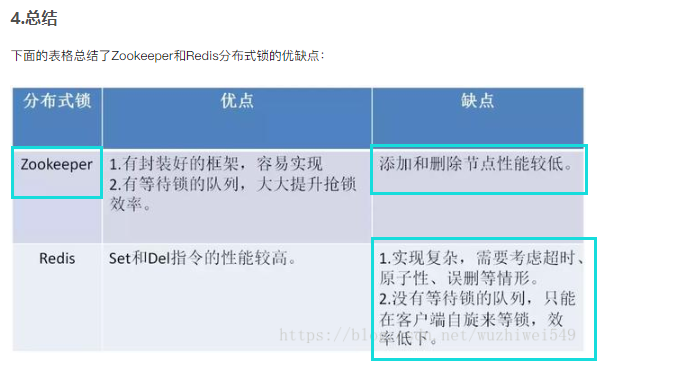 4.总结
下面的表格总结了Zookeeper和Redis分布式锁的优缺点：
分布式锁 优点 缺点
Zookeeper
1.有封装好的框架，容易实现
2.有等待锁的队列，大大提升抢锁
效率。
添加和删除节点性能较低。
Redis
Set和Del指令的性能较高。
1.实现复杂，需要考虑超时、
原子性、误删等情形。
2.没有等待锁的队列，只能
在客户端自旋来等锁，效
率低下。
https://blog.csdn.net/wuzhiwei549